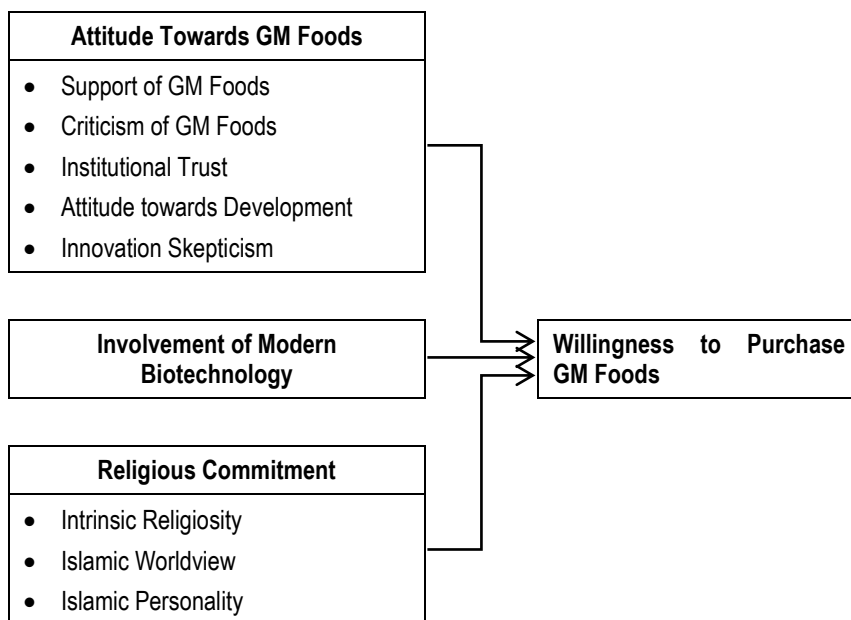 Attitude Towards GM Foods
• Support of GM Foods
• Criticism of GM Foods
• Institutional Trust
• Attitude towards Development
• Innovation Skepticism
Involvement of Modern
Biotechnology
Willingness to Purchase
GM Foods
Religious Commitment
• Intrinsic Religiosity
• Islamic Worldview
• Islamic Personality